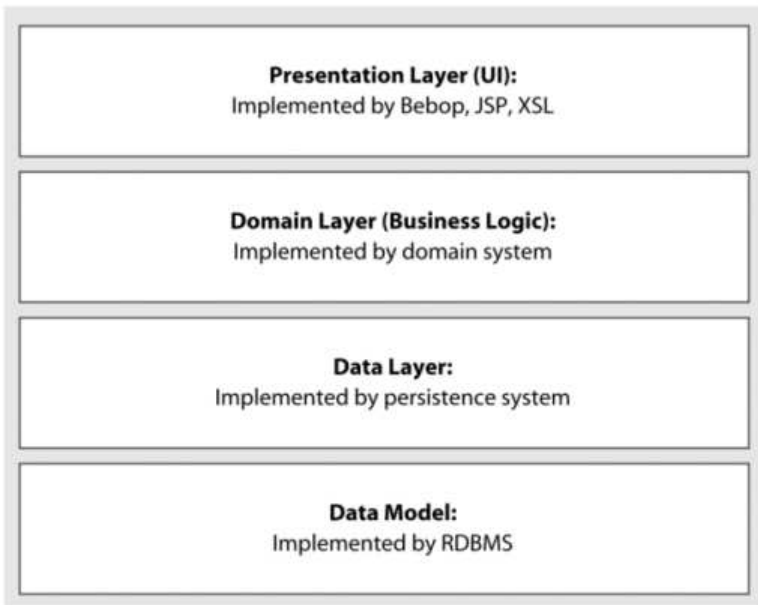 Presentation Layer (UI):
Implemented by Bebop, JSP, XSL
Domain Layer (Business Logic):
Implemented by domain system
Data Layer:
Implemented by persistence system
Data Model:
Implemented by RDBMS